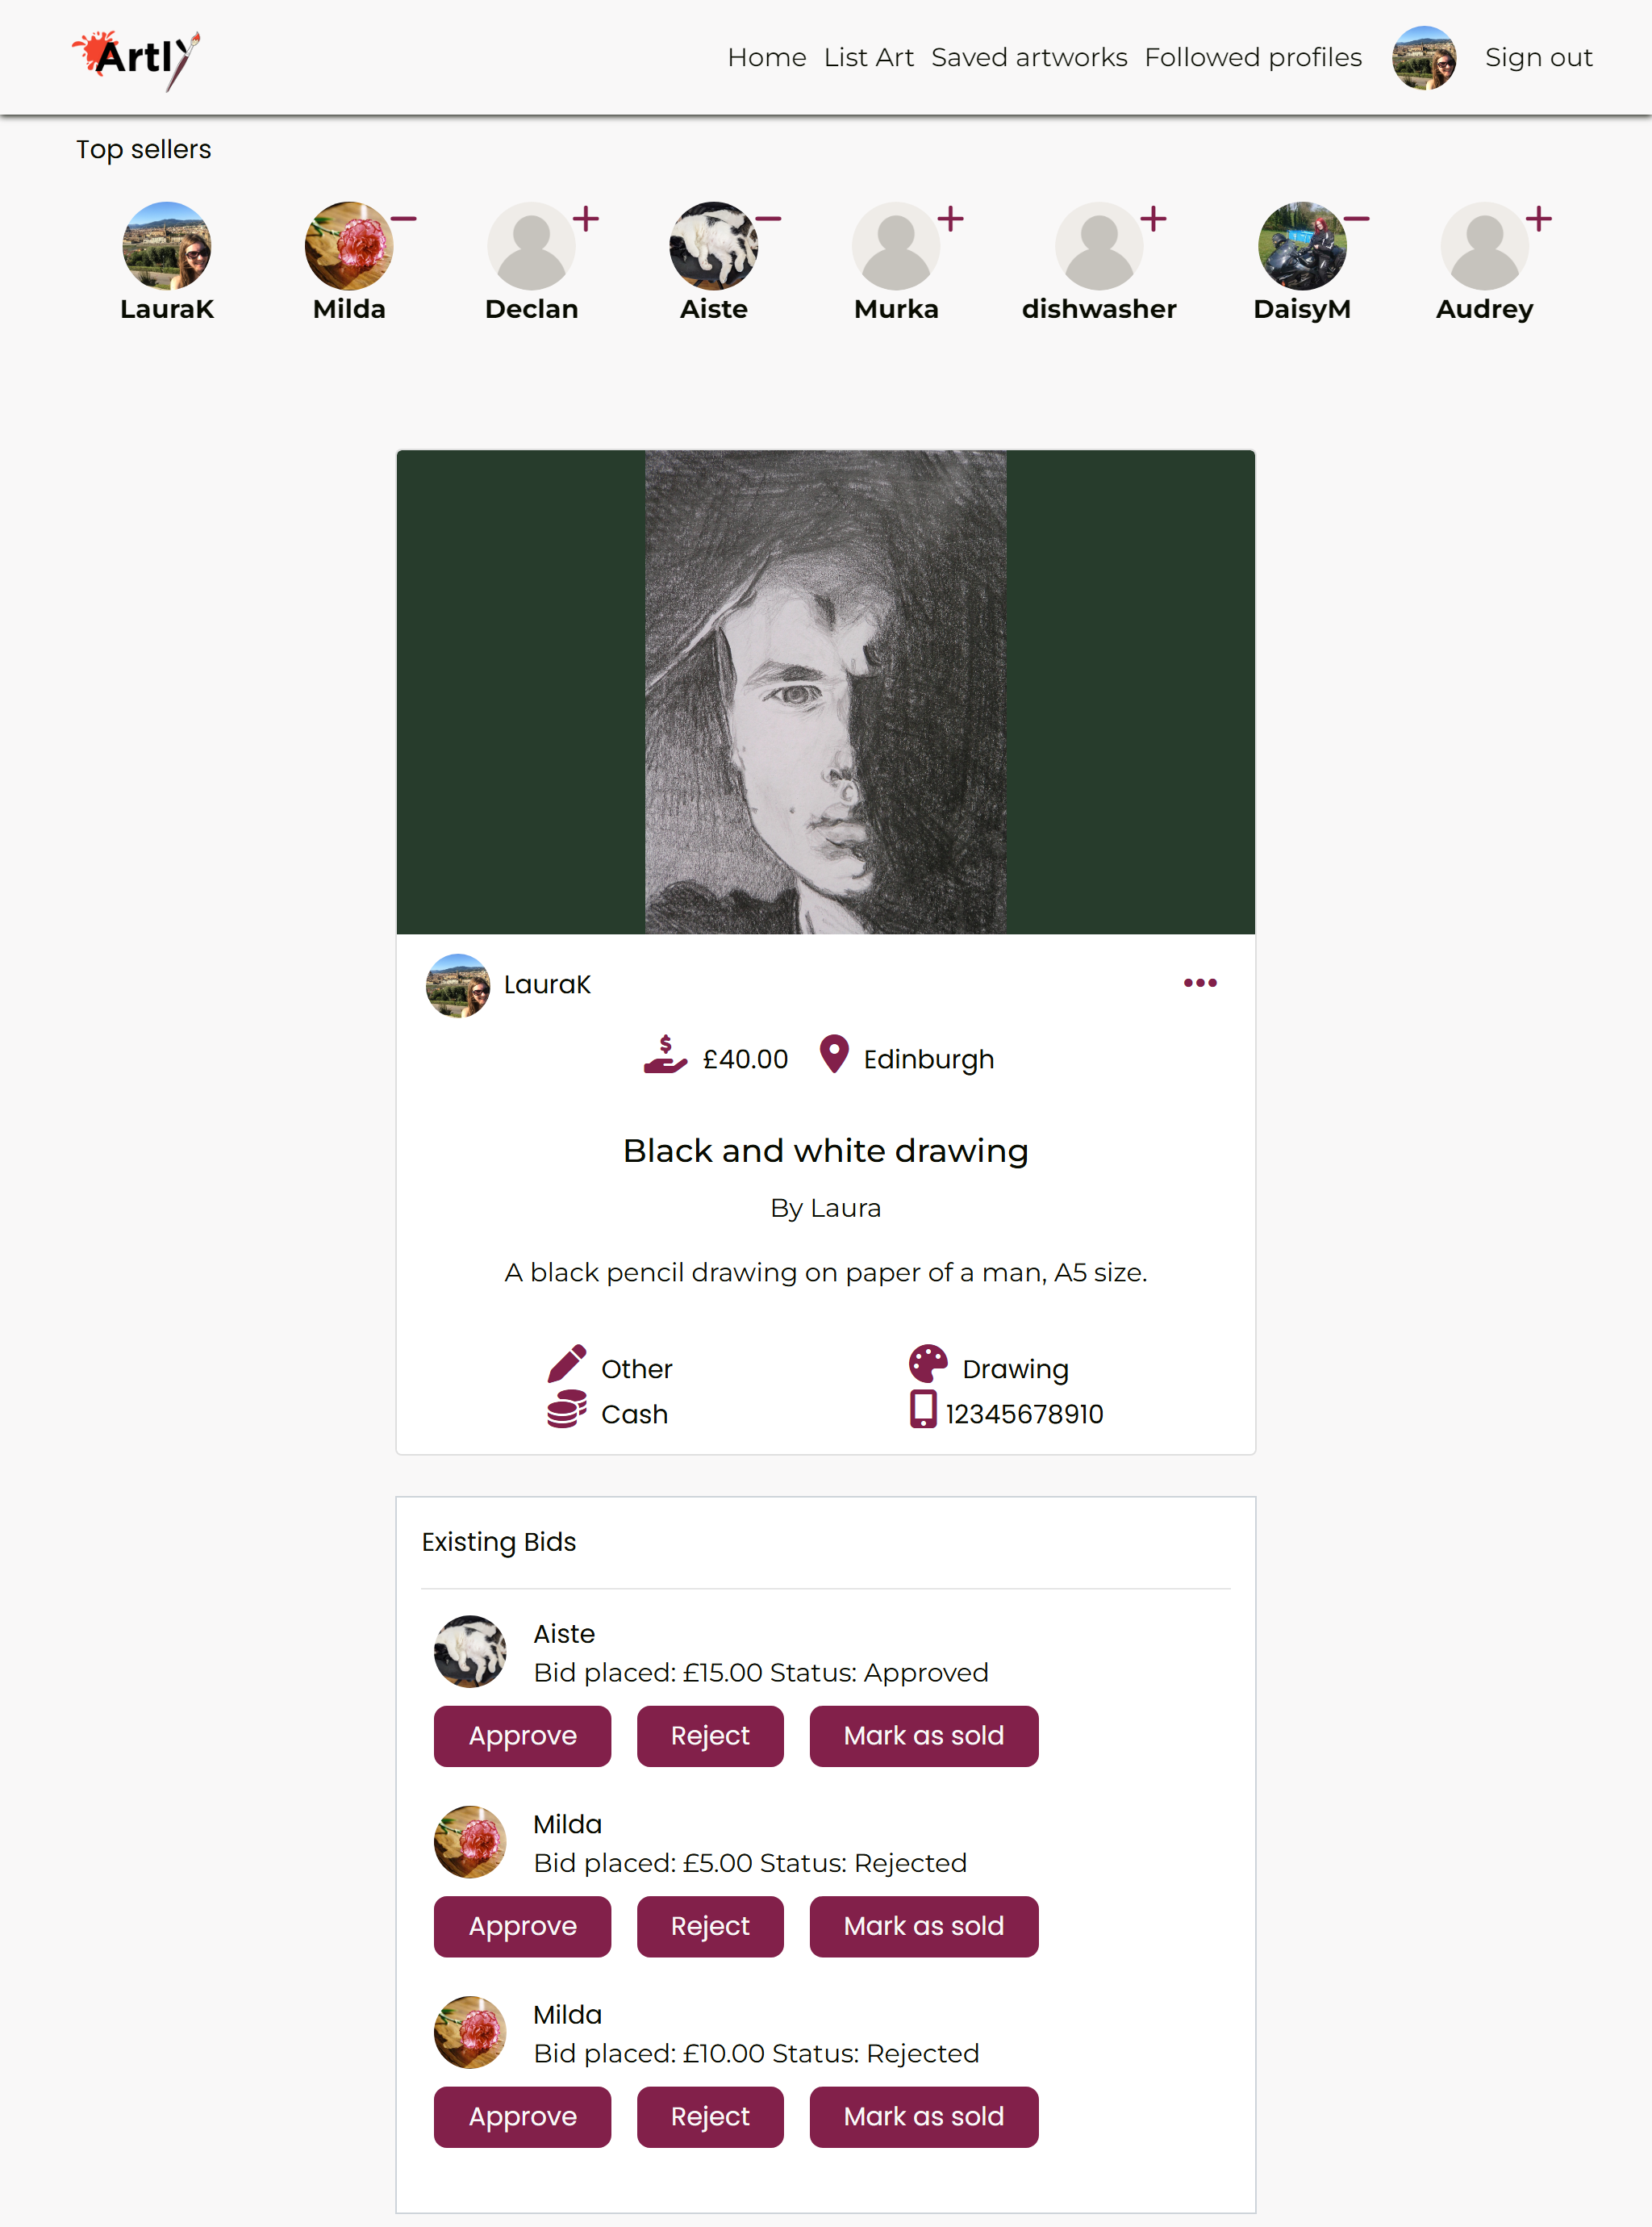 Artly
Home List Art Saved artworks Followed profiles Sign out
Top sellers
LauraK Milda Declan Aiste Murka dishwasher DaisyM Audrey
LauraK
£40.00 Edinburgh
Black and white drawing
By Laura
A black pencil drawing on paper of a man, A5 size.
Other Drawing
Cash 12345678910
Existing Bids
Aiste
Bid placed: £15.00 Status: Approved
Approve Reject Mark as sold
Milda
Bid placed: £5.00 Status: Rejected
Approve Reject Mark as sold
Milda
Bid placed: £10.00 Status: Rejected
Approve Reject Mark as sold